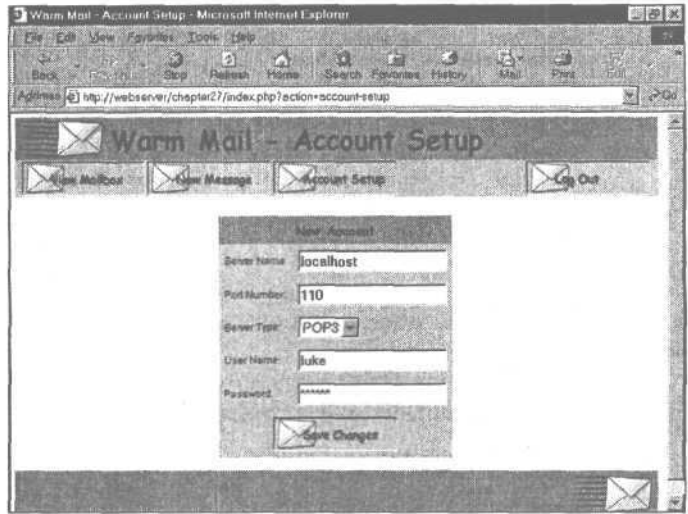 Warm Mail - Account Setup - Microsoft Internet Explorer
File Edit View Favorites Tools Help
Back Stop Refresh Home Search Favorites History Mail Print Edit
Address http://webserver/chapter27/index.php?action=account-setup Go
Warm Mail - Account Setup
View Mailbox New Message Account Setup Log Out
New Account
Server Name localhost
Port Number: 110
Server Type: POP3
User Name: luke
Password ******
Save Changes